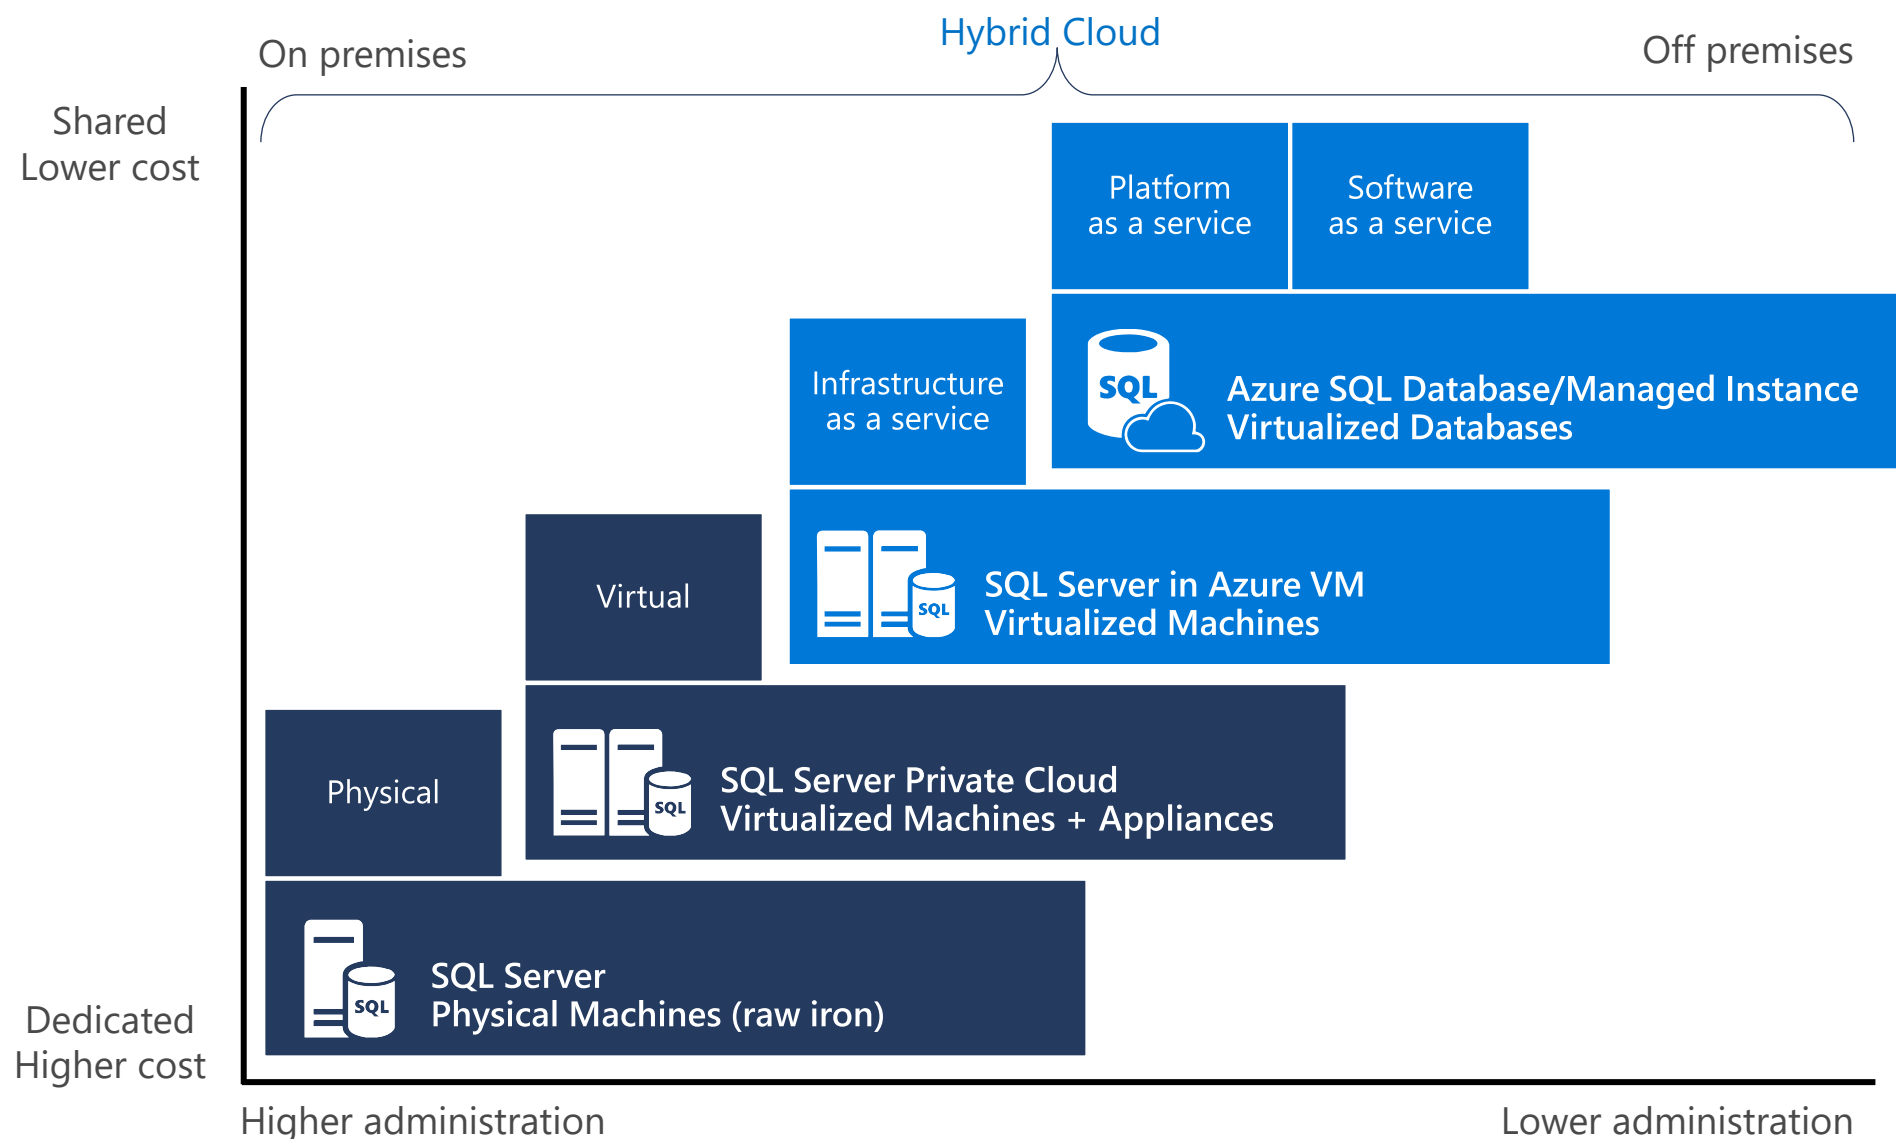 Hybrid Cloud
On premises
Off premises
Shared
Lower cost
Platform
as a service
Software
as a service
Infrastructure
as a service
SQL
Azure SQL Database/Managed Instance
Virtualized Databases
Virtual
SQL
SQL Server in Azure VM
Virtualized Machines
Physical
SQL
SQL Server Private Cloud
Virtualized Machines + Appliances
SQL
SQL Server
Physical Machines (raw iron)
Dedicated
Higher cost
Higher administration
Lower administration